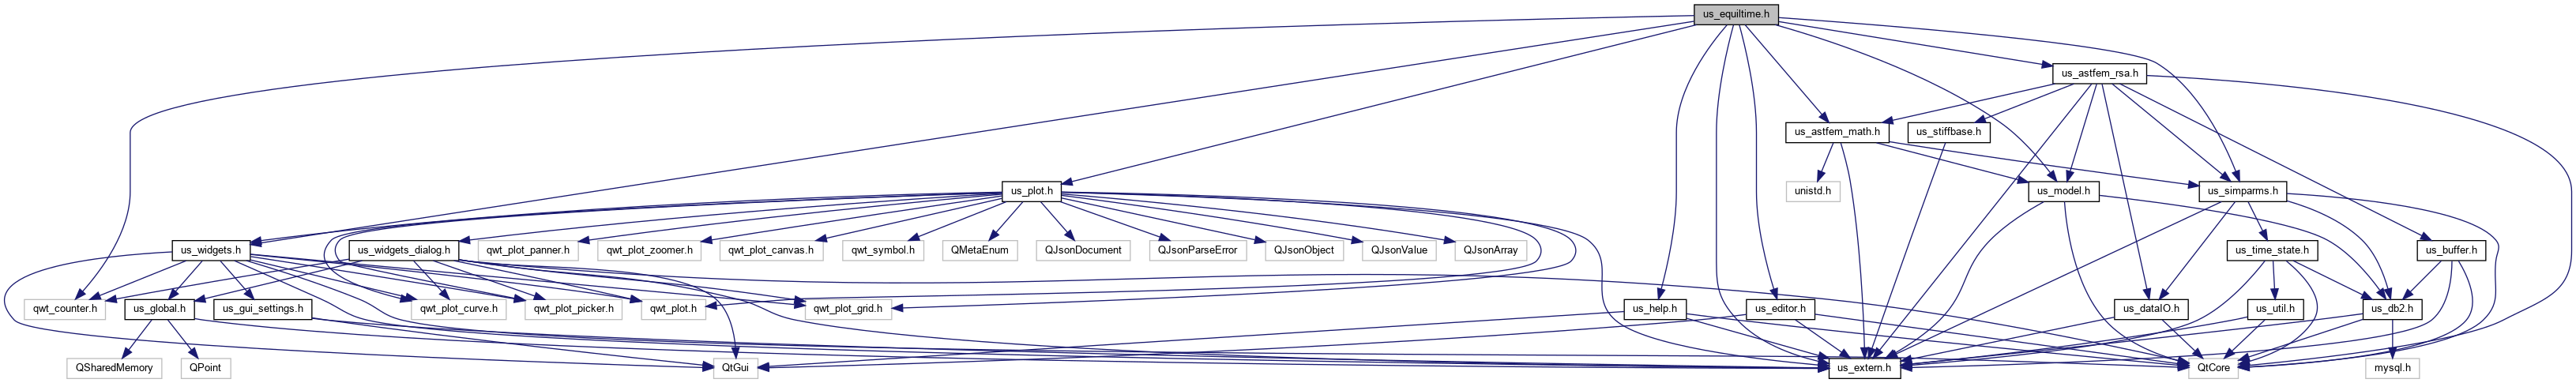 us_equiltime.h
us_astfem_rsa.h
us_astfem_math.h
us_stiffbase.h
us_plot.h
unistd.h
us_model.h
us_simparms.h
us_widgets.h
us_widgets_dialog.h
qwt_plot_panner.h
qwt_plot_zoomer.h
qwt_plot_canvas.h
qwt_symbol.h
QMetaEnum
QJsonDocument
QJsonParseError
QJsonObject
QJsonValue
QJsonArray
us_time_state.h
us_buffer.h
qwt_counter.h
us_global.h
us_gui_settings.h
qwt_plot_curve.h
qwt_plot_picker.h
qwt_plot.h
qwt_plot_grid.h
us_help.h
us_editor.h
us_dataIO.h
us_util.h
us_db2.h
QSharedMemory
QPoint
QtGui
us_extern.h
QtCore
mysql.h